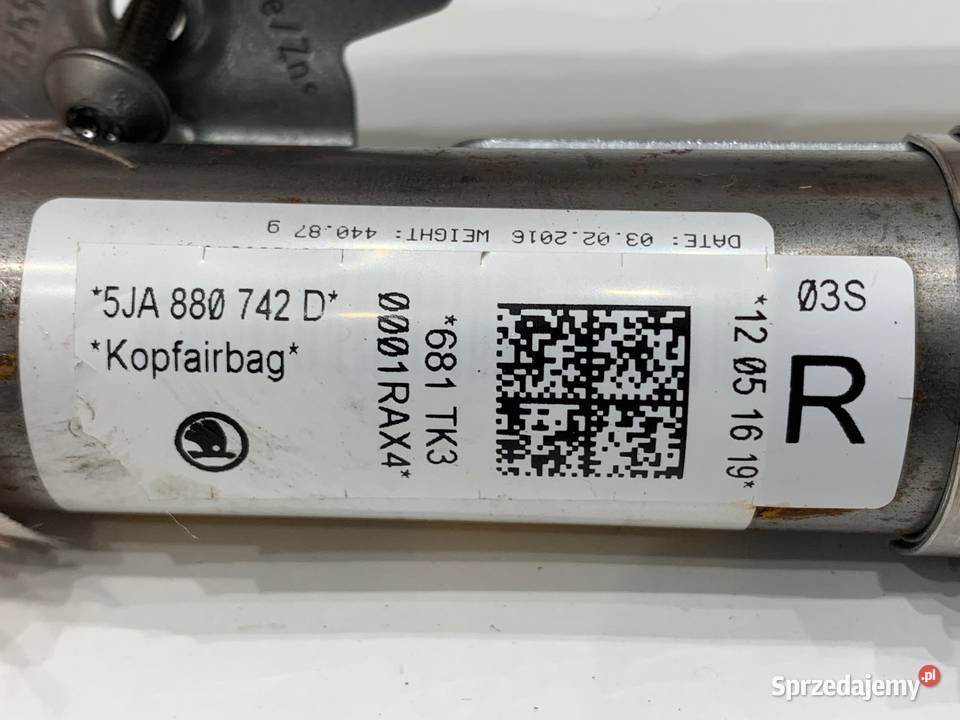 DATE: 03.02.2016 WEIGHT: 440.87 g
*5JA 880 742 D*
*Kopfairbag*
*681 TK3
0001RAX4*
*12 05 16 19*
03S
R
Sprzedajemy.pl